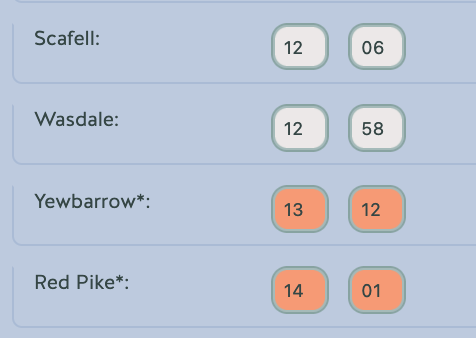 Scafell: 12 06
Wasdale: 12 58
Yewbarrow*: 13 12
Red Pike*: 14 01